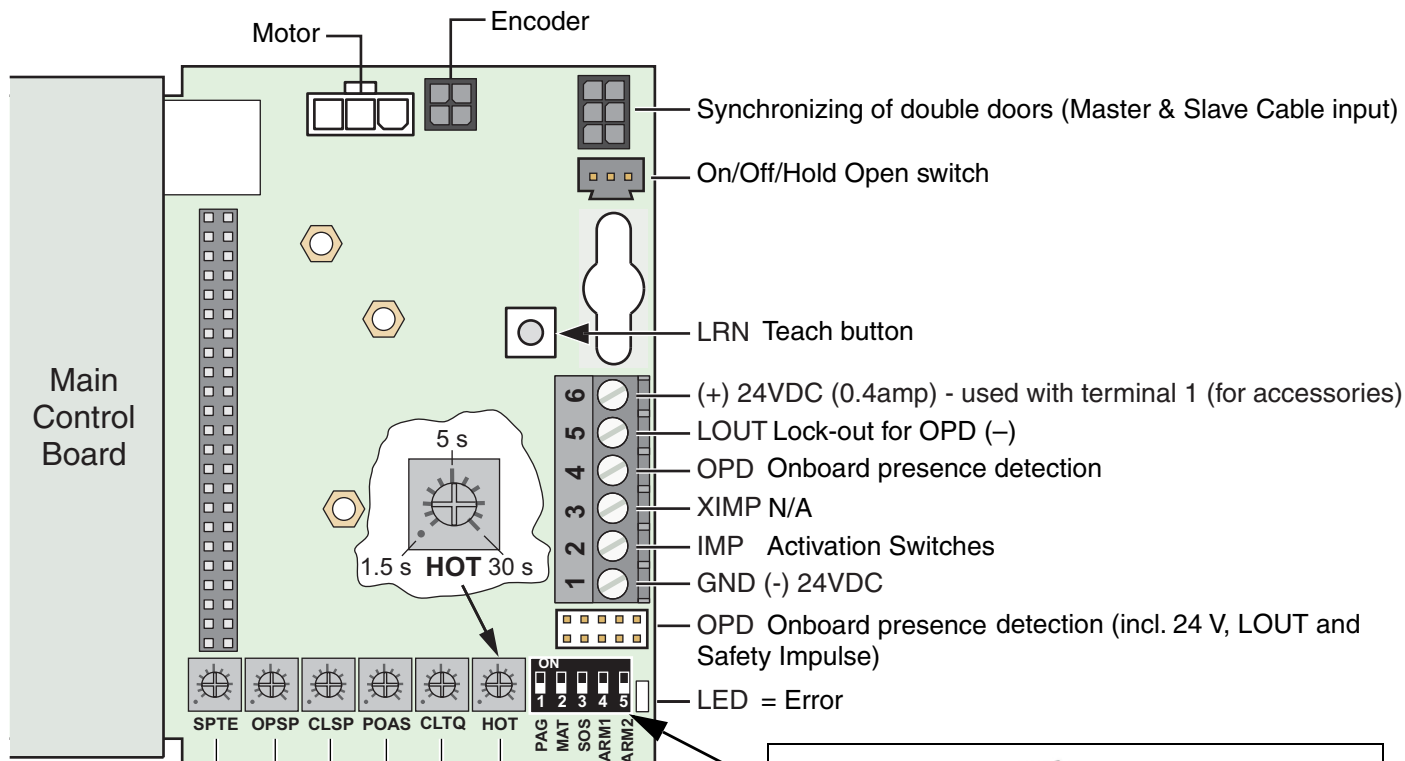 Encoder
Motor
Synchronizing of double doors (Master & Slave Cable input)
On/Off/Hold Open switch
LRN Teach button
Main
Control
Board
6 (+) 24VDC (0.4amp) - used with terminal 1 (for accessories)
5 LOUT Lock-out for OPD (–)
4 OPD Onboard presence detection
3 XIMP N/A
2 IMP Activation Switches
1 GND (-) 24VDC
5 s
1.5 s HOT 30 s
OPD Onboard presence detection (incl. 24 V, LOUT and
Safety Impulse)
ON
1 2 3 4 5
LED = Error
SPTE OPSP CLSP POAS CLTQ HOT
PAG
MAT
SOS
ARM1
ARM2